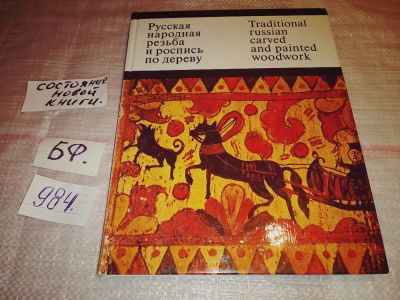 Русская
народная
резьба
и роспись
по дереву
Traditional
russian
carved
and painted
woodwork
состояние
новой
книги.
БФ.
984.